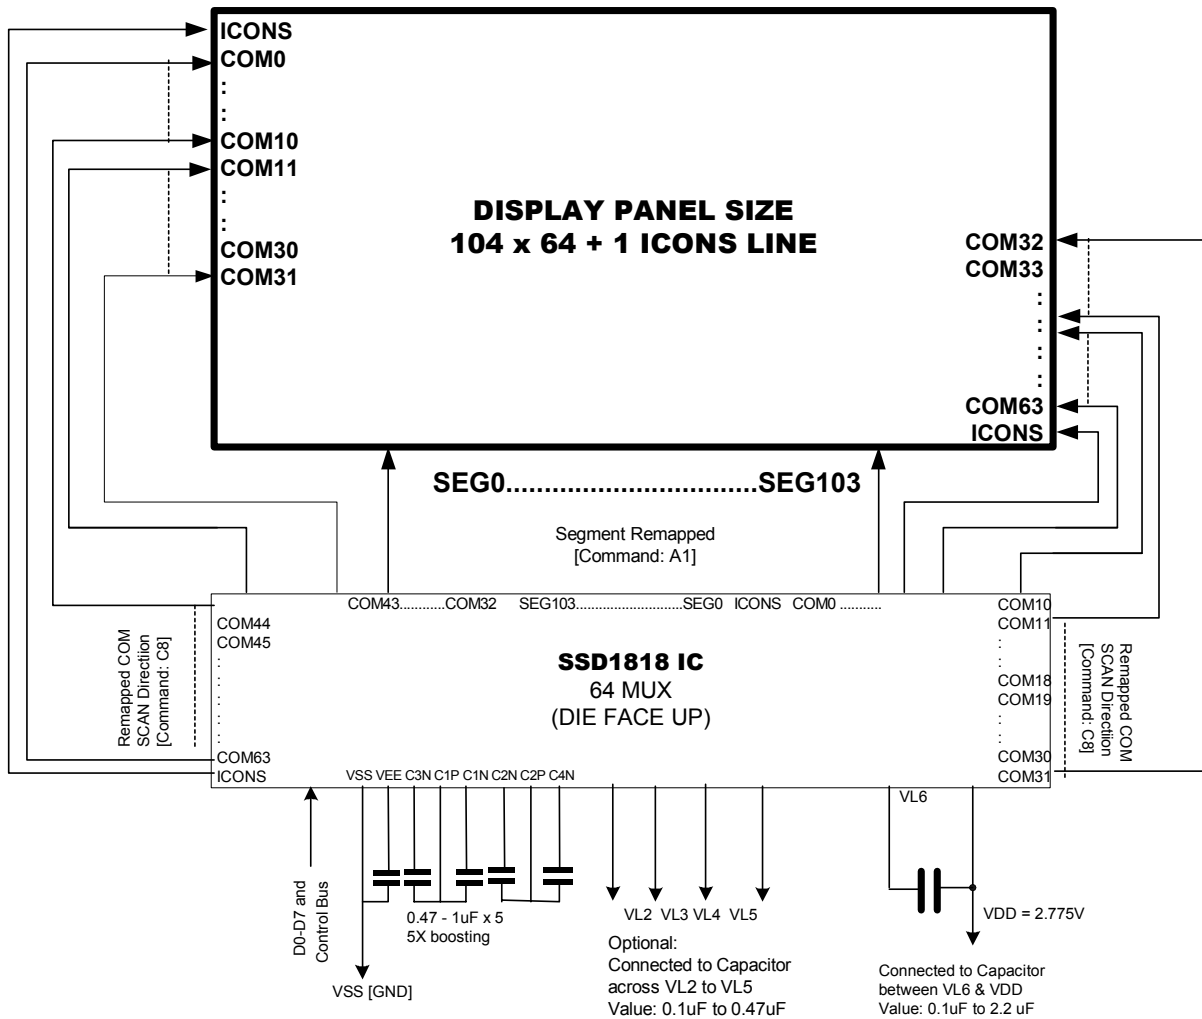 ICONS
COM0
:
:
COM10
COM11
:
:
COM30
COM31
DISPLAY PANEL SIZE
104 x 64 + 1 ICONS LINE
COM32
COM33
:
:
:
:
COM63
ICONS
SEG0.................................SEG103
Segment Remapped
[Command: A1]
COM43............COM32 SEG103...........................SEG0 ICONS COM0 ..........
COM10
COM44
COM45
:
:
:
:
:
COM63
ICONS
Remapped COM
SCAN Directiion
[Command: C8]
SSD1818 IC
64 MUX
(DIE FACE UP)
COM11
:
:
COM18
COM19
:
:
COM30
COM31
Remapped COM
SCAN Directiion
[Command: C8]
VSS VEE C3N C1P C1N C2N C2P C4N
VL6
D0-D7 and
Control Bus
0.47 - 1uF x 5
5X boosting
VSS [GND]
VL2 VL3 VL4 VL5
Optional:
Connected to Capacitor
across VL2 to VL5
Value: 0.1uF to 0.47uF
VDD = 2.775V
Connected to Capacitor
between VL6 & VDD
Value: 0.1uF to 2.2 uF